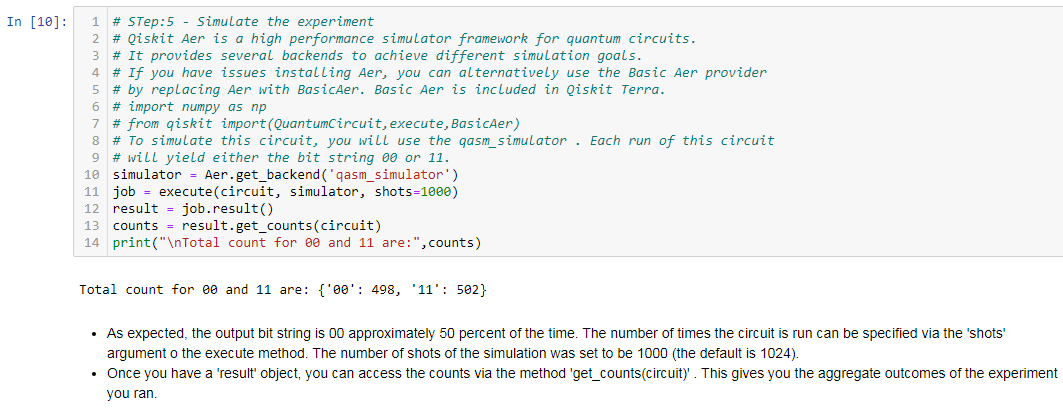 In [10]:
1 # STep:5 - Simulate the experiment
2 # Qiskit Aer is a high performance simulator framework for quantum circuits.
3 # It provides several backends to achieve different simulation goals.
4 # If you have issues installing Aer, you can alternatively use the Basic Aer provider
5 # by replacing Aer with BasicAer. Basic Aer is included in Qiskit Terra.
6 # import numpy as np
7 # from qiskit import(QuantumCircuit,execute,BasicAer)
8 # To simulate this circuit, you will use the qasm_simulator . Each run of this circuit
9 # will yield either the bit string 00 or 11.
10 simulator = Aer.get_backend('qasm_simulator')
11 job = execute(circuit, simulator, shots=1000)
12 result = job.result()
13 counts = result.get_counts(circuit)
14 print("\nTotal count for 00 and 11 are:",counts)
Total count for 00 and 11 are: {'00': 498, '11': 502}
• As expected, the output bit string is 00 approximately 50 percent of the time. The number of times the circuit is run can be specified via the 'shots'
argument o the execute method. The number of shots of the simulation was set to be 1000 (the default is 1024).
• Once you have a 'result' object, you can access the counts via the method 'get_counts(circuit)' . This gives you the aggregate outcomes of the experiment
you ran.